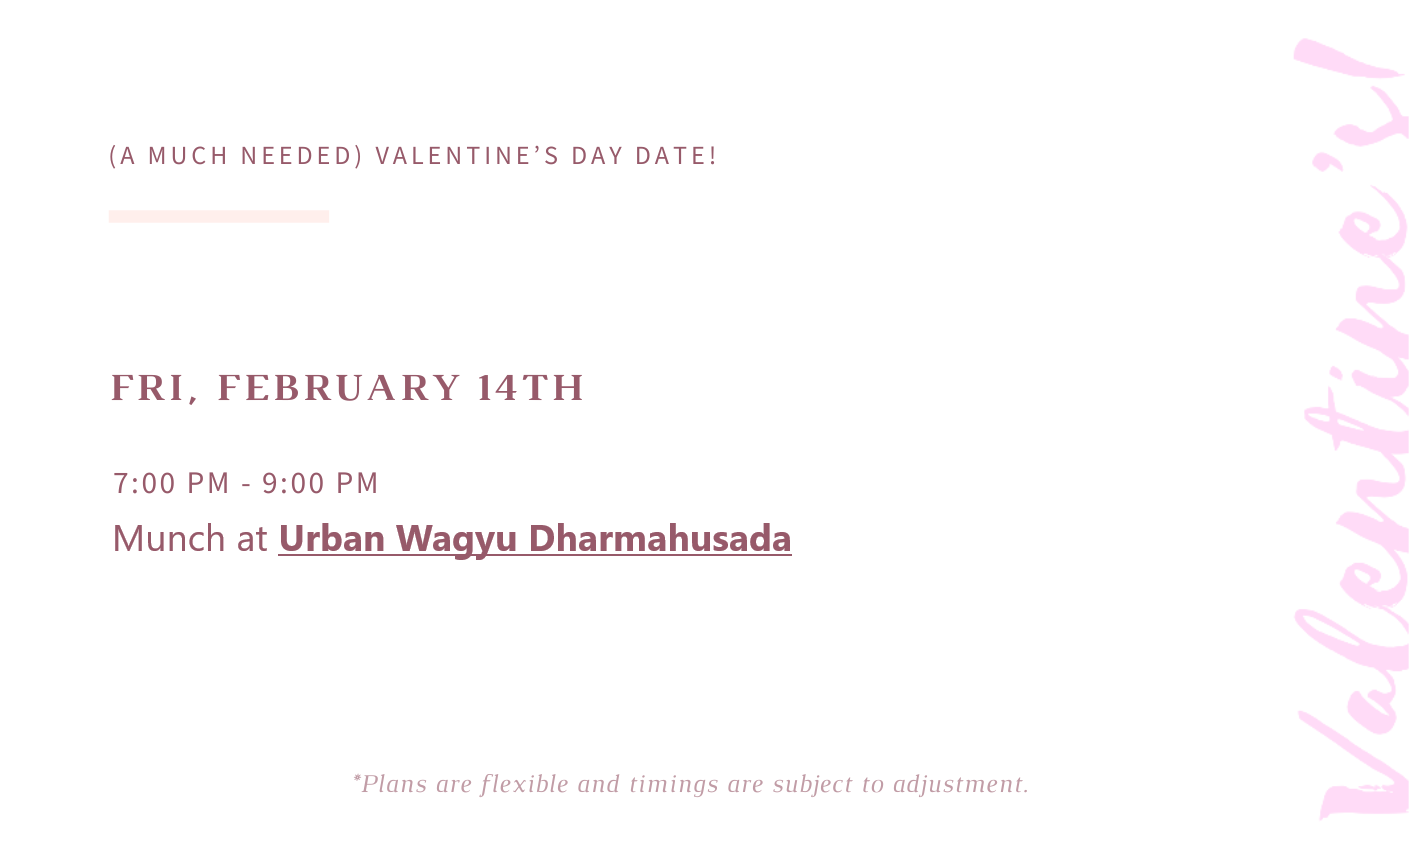 (A MUCH NEEDED) VALENTINE’S DAY DATE!
FRI, FEBRUARY 14TH
7:00 PM - 9:00 PM
Munch at Urban Wagyu Dharmahusada
*Plans are flexible and timings are subject to adjustment.
Valentine's!